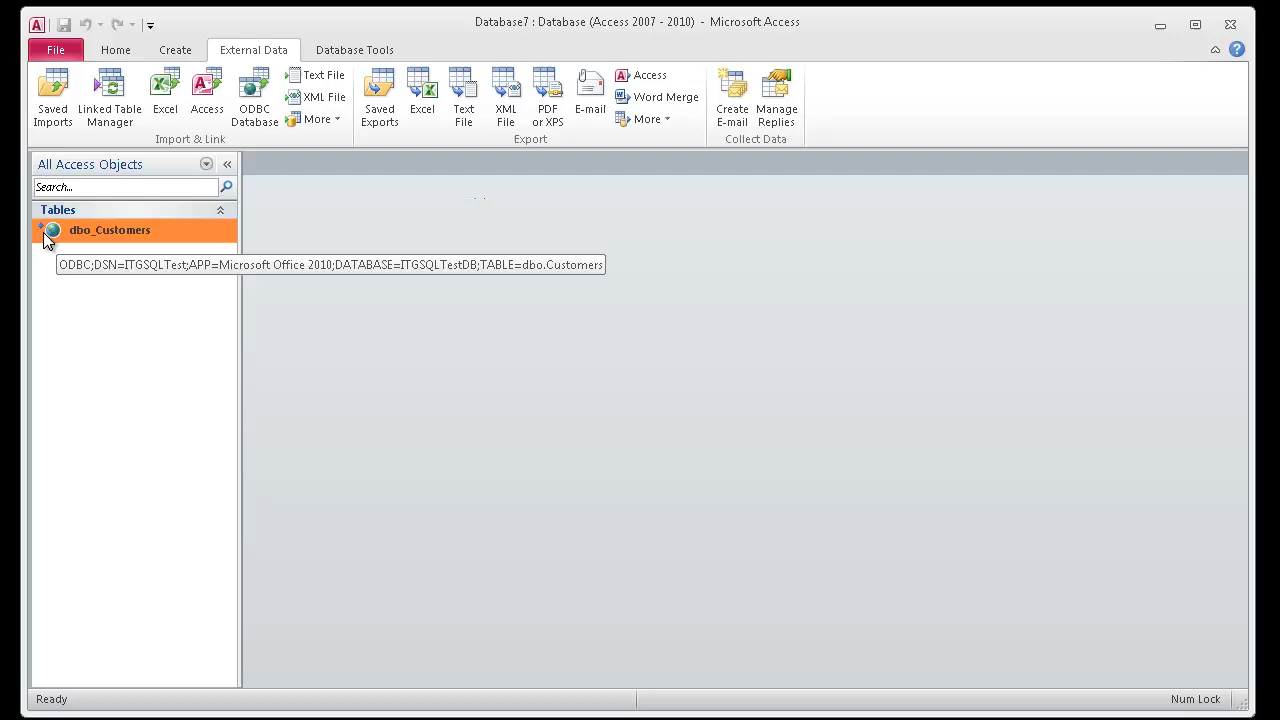 Database7 : Database (Access 2007 - 2010) - Microsoft Access
File Home Create External Data Database Tools
Saved Imports
Linked Table Manager
Excel
Access
ODBC Database
Text File
XML File
More
Import & Link
Saved Exports
Excel
Text File
XML File
PDF or XPS
E-mail
Access
Word Merge
More
Export
Create E-mail
Manage Replies
Collect Data
All Access Objects
Search...
Tables
dbo_Customers
ODBC;DSN=ITGSQLTest;APP=Microsoft Office 2010;DATABASE=ITGSQLTestDB;TABLE=dbo.Customers
Ready
Num Lock